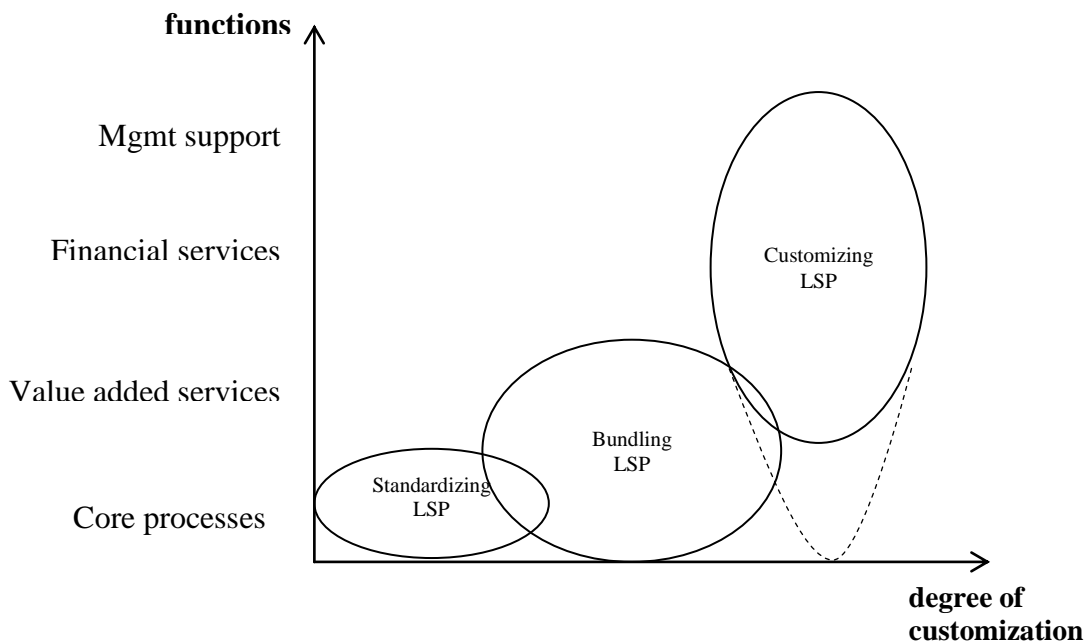 functions
Mgmt support
Financial services
Customizing
LSP
Value added services
Bundling
LSP
Standardizing
LSP
Core processes
degree of
customization